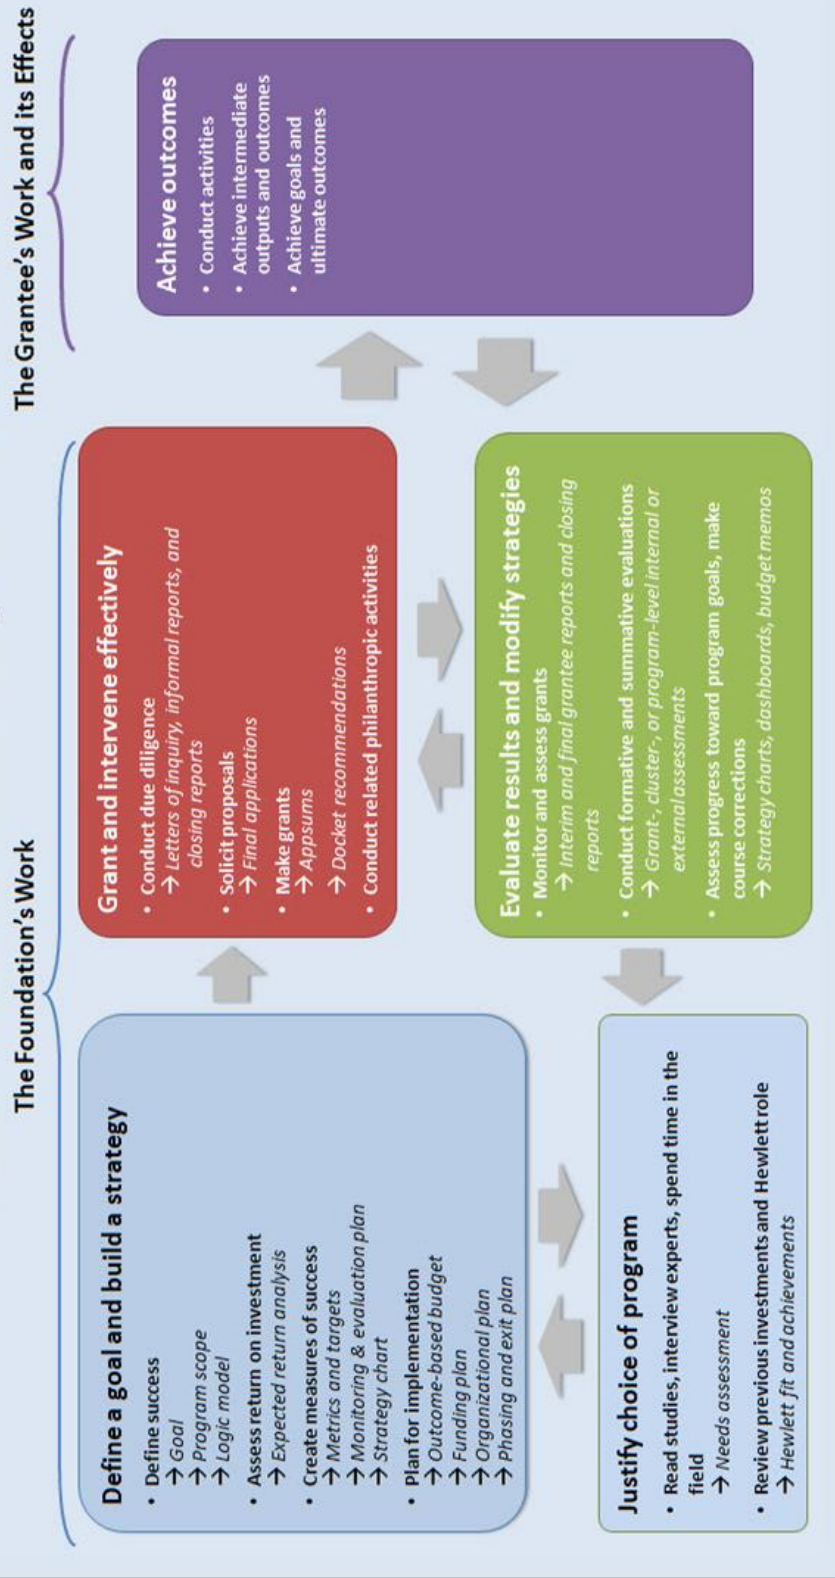 The Foundation's Work
The Grantee's Work and its Effects
Define a goal and build a strategy
• Define success
→ Goal
→ Program scope
→ Logic model
• Assess return on investment
→ Expected return analysis
• Create measures of success
→ Metrics and targets
→ Monitoring & evaluation plan
→ Strategy chart
• Plan for implementation
→ Outcome-based budget
→ Funding plan
→ Organizational plan
→ Phasing and exit plan
Justify choice of program
• Read studies, interview experts, spend time in the
field
→ Needs assessment
• Review previous investments and Hewlett role
→ Hewlett fit and achievements
Grant and intervene effectively
• Conduct due diligence
→ Letters of inquiry, informal reports, and
closing reports
• Solicit proposals
→ Final applications
• Make grants
→ Appsums
→ Docket recommendations
• Conduct related philanthropic activities
Evaluate results and modify strategies
• Monitor and assess grants
→ Interim and final grantee reports and closing
reports
• Conduct formative and summative evaluations
→ Grant-, cluster-, or program-level internal or
external assessments
• Assess progress toward program goals, make
course corrections
→ Strategy charts, dashboards, budget memos
Achieve outcomes
• Conduct activities
• Achieve intermediate
outputs and outcomes
• Achieve goals and
ultimate outcomes